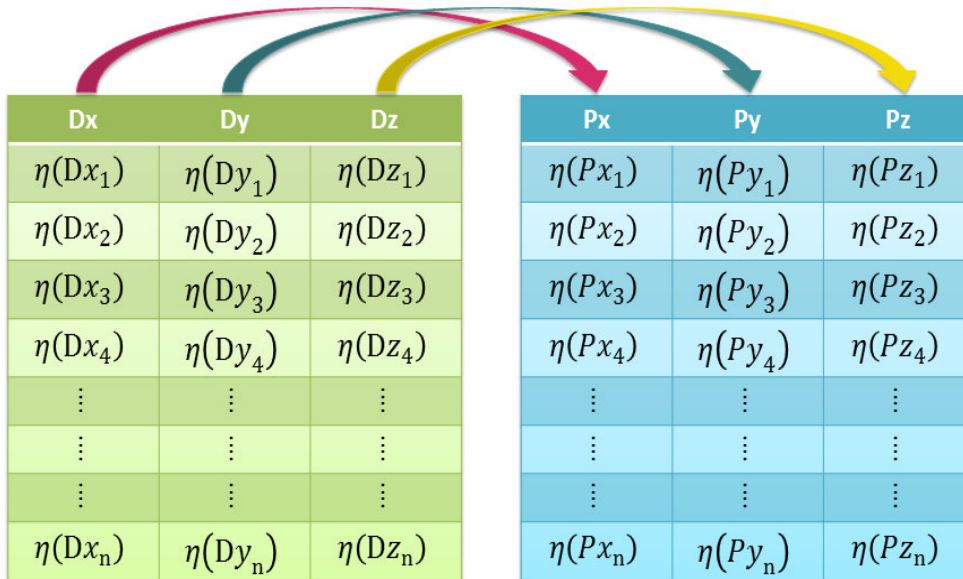 Dx Dy Dz Px Py Pz
η(Dx₁) η(Dy₁) η(Dz₁) η(Px₁) η(Py₁) η(Pz₁)
η(Dx₂) η(Dy₂) η(Dz₂) η(Px₂) η(Py₂) η(Pz₂)
η(Dx₃) η(Dy₃) η(Dz₃) η(Px₃) η(Py₃) η(Pz₃)
η(Dx₄) η(Dy₄) η(Dz₄) η(Px₄) η(Py₄) η(Pz₄)
⋮ ⋮ ⋮ ⋮ ⋮ ⋮
⋮ ⋮ ⋮ ⋮ ⋮ ⋮
⋮ ⋮ ⋮ ⋮ ⋮ ⋮
η(Dxₙ) η(Dyₙ) η(Dzₙ) η(Pxₙ) η(Pyₙ) η(Pzₙ)